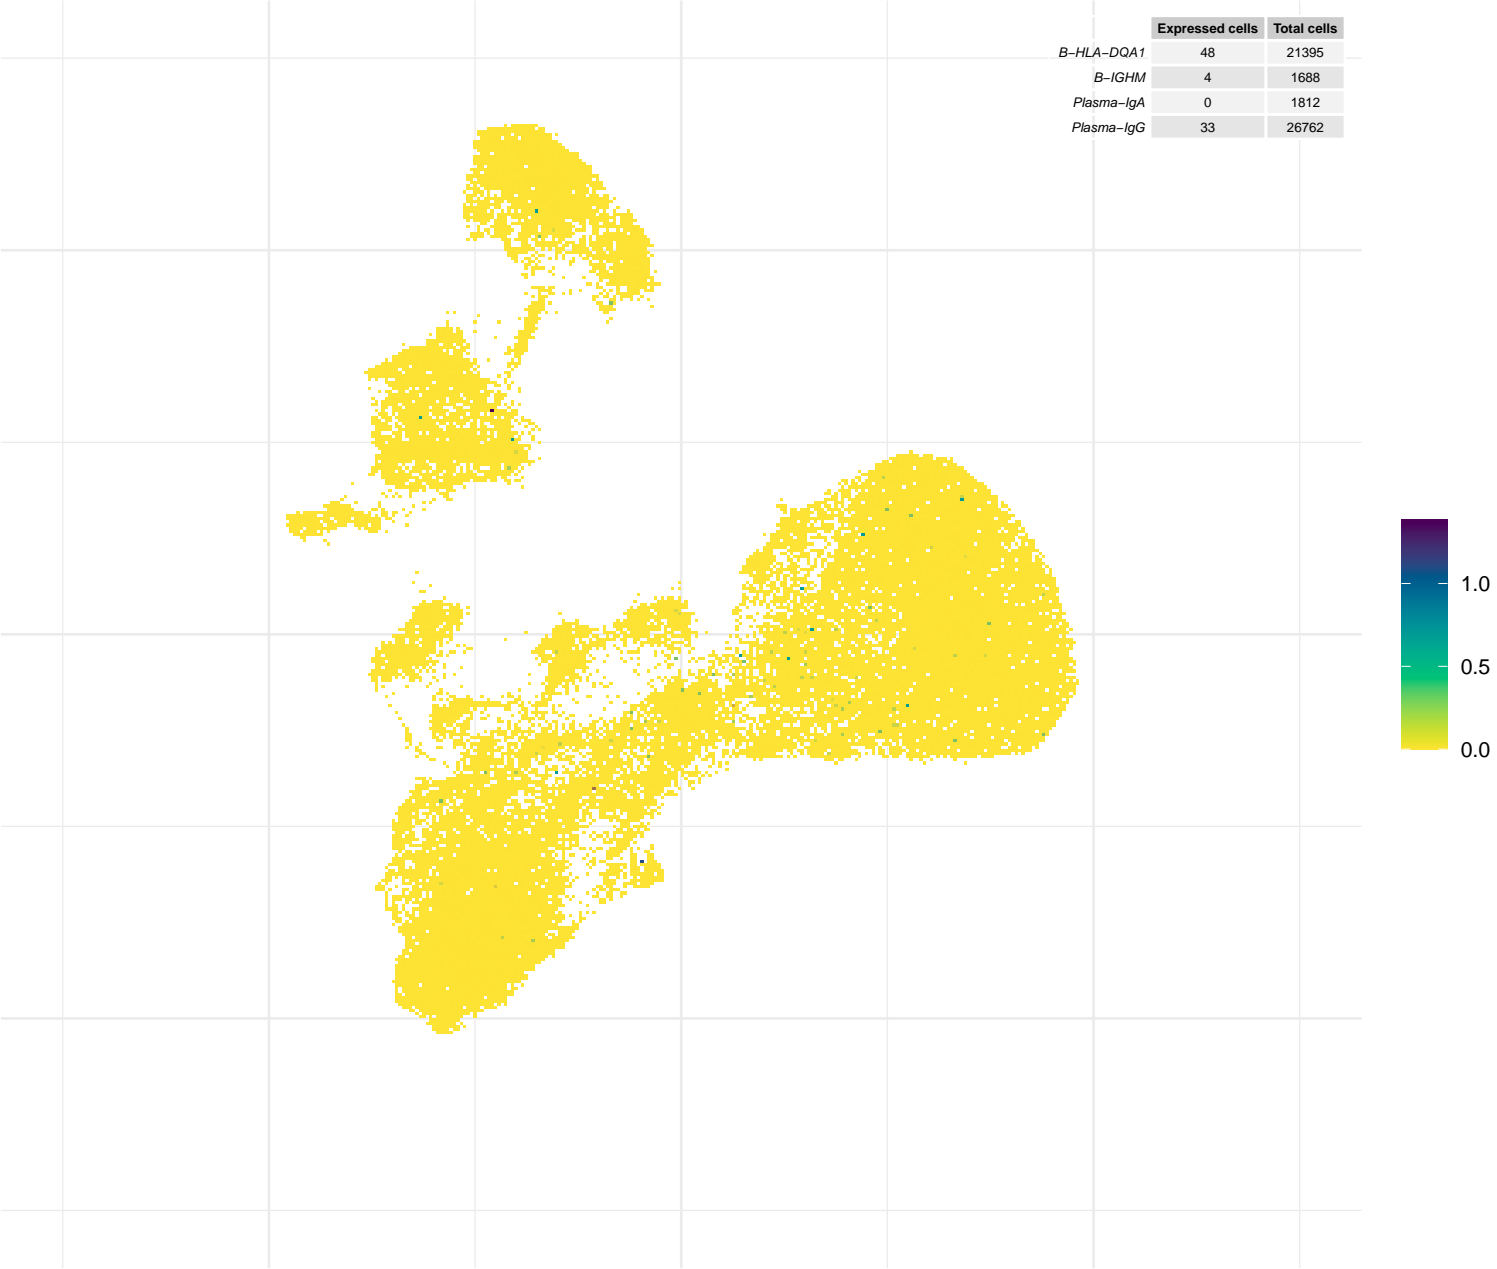 Expressed cells Total cells
B−HLA−DQA1 48 21395
B−IGHM 4 1688
Plasma−IgA 0 1812
Plasma−IgG 33 26762
1.0
0.5
0.0